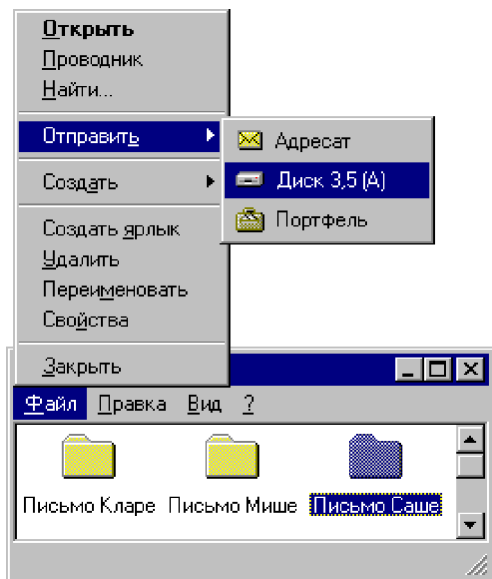 Открыть
Проводник
Найти...
Отправить
Адресат
Диск 3,5 (А)
Создать
Портфель
Создать ярлык
Удалить
Переименовать
Свойства
Закрыть
Файл Правка Вид ?
Письмо Кларе Письмо Мише Письмо Саше